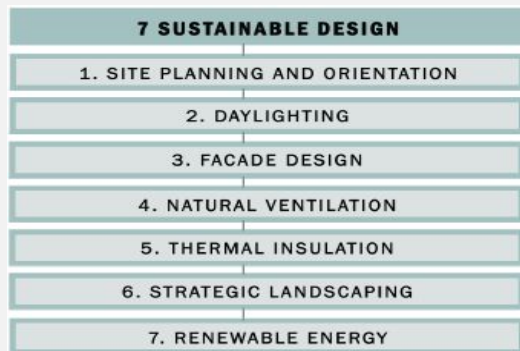 7 SUSTAINABLE DESIGN
1. SITE PLANNING AND ORIENTATION
2. DAYLIGHTING
3. FACADE DESIGN
4. NATURAL VENTILATION
5. THERMAL INSULATION
6. STRATEGIC LANDSCAPING
7. RENEWABLE ENERGY